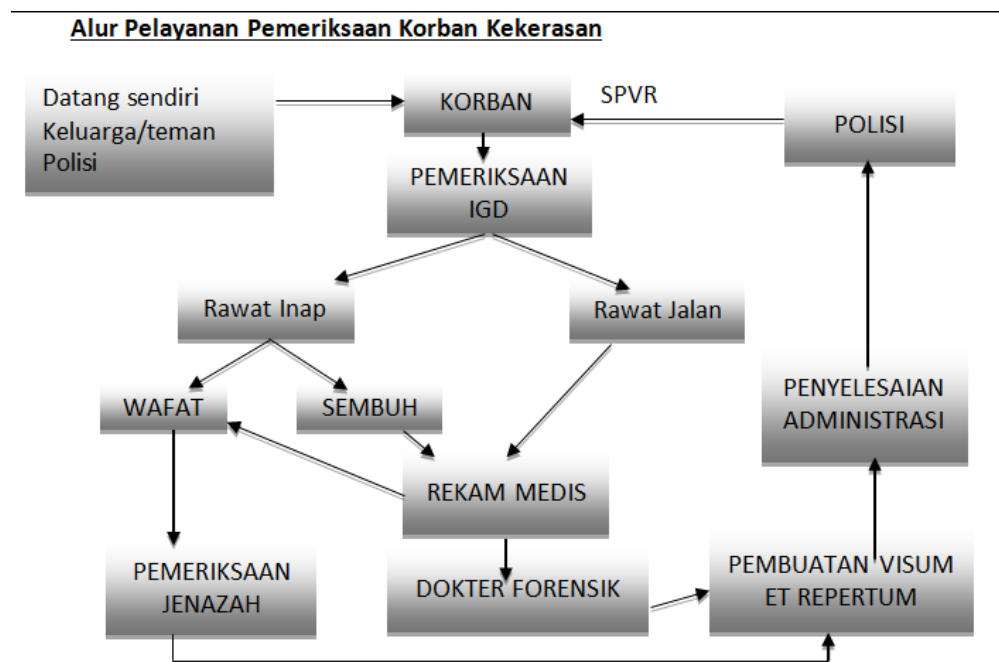 Alur Pelayanan Pemeriksaan Korban Kekerasan
Datang sendiri
Keluarga/teman
Polisi
KORBAN
SPVR
POLISI
PEMERIKSAAN
IGD
Rawat Inap
Rawat Jalan
WAFAT
SEMBUH
PENYELESAIAN
ADMINISTRASI
REKAM MEDIS
PEMERIKSAAN
JENAZAH
DOKTER FORENSIK
PEMBUATAN VISUM
ET REPERTUM